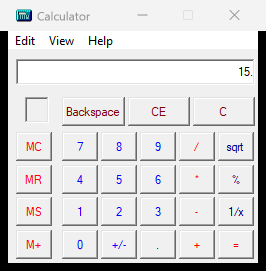 Calculator
Edit View Help
15.
Backspace CE C
MC 7 8 9 / sqrt
MR 4 5 6 * %
MS 1 2 3 - 1/x
M+ 0 +/- . + =